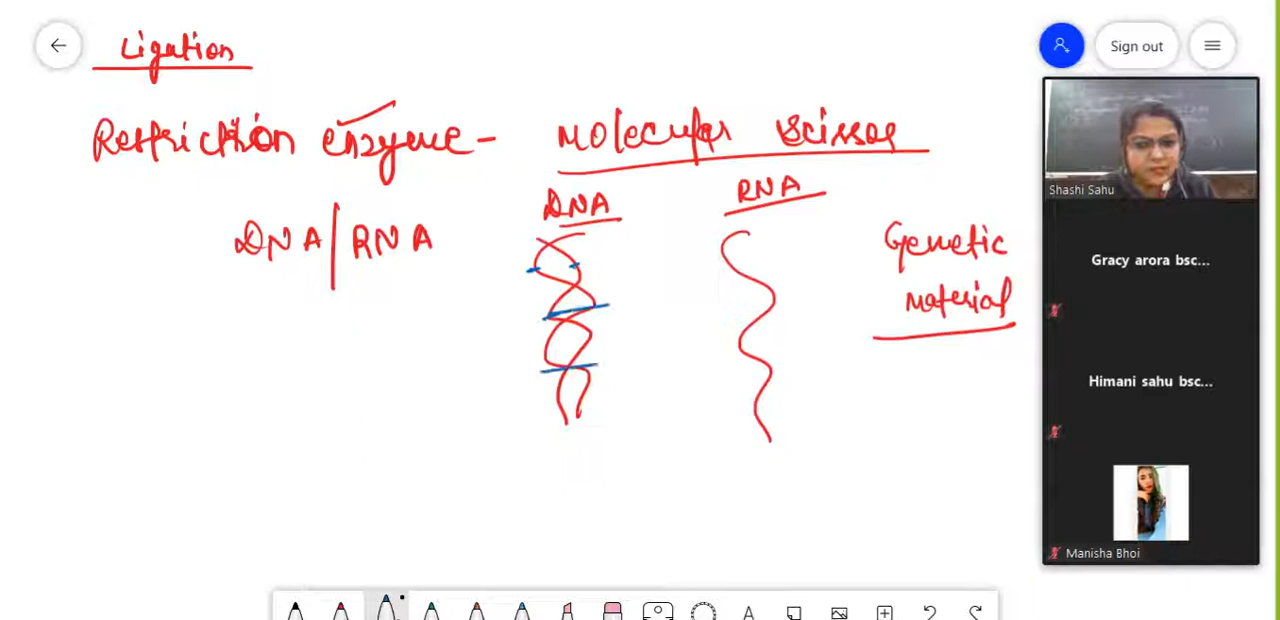 Ligation
Sign out
Restriction enzyme - Molecular scissor
DNA RNA
DNA | RNA
Genetic
material
Shashi Sahu
Gracy arora bsc...
Himani sahu bsc...
Manisha Bhoi
A